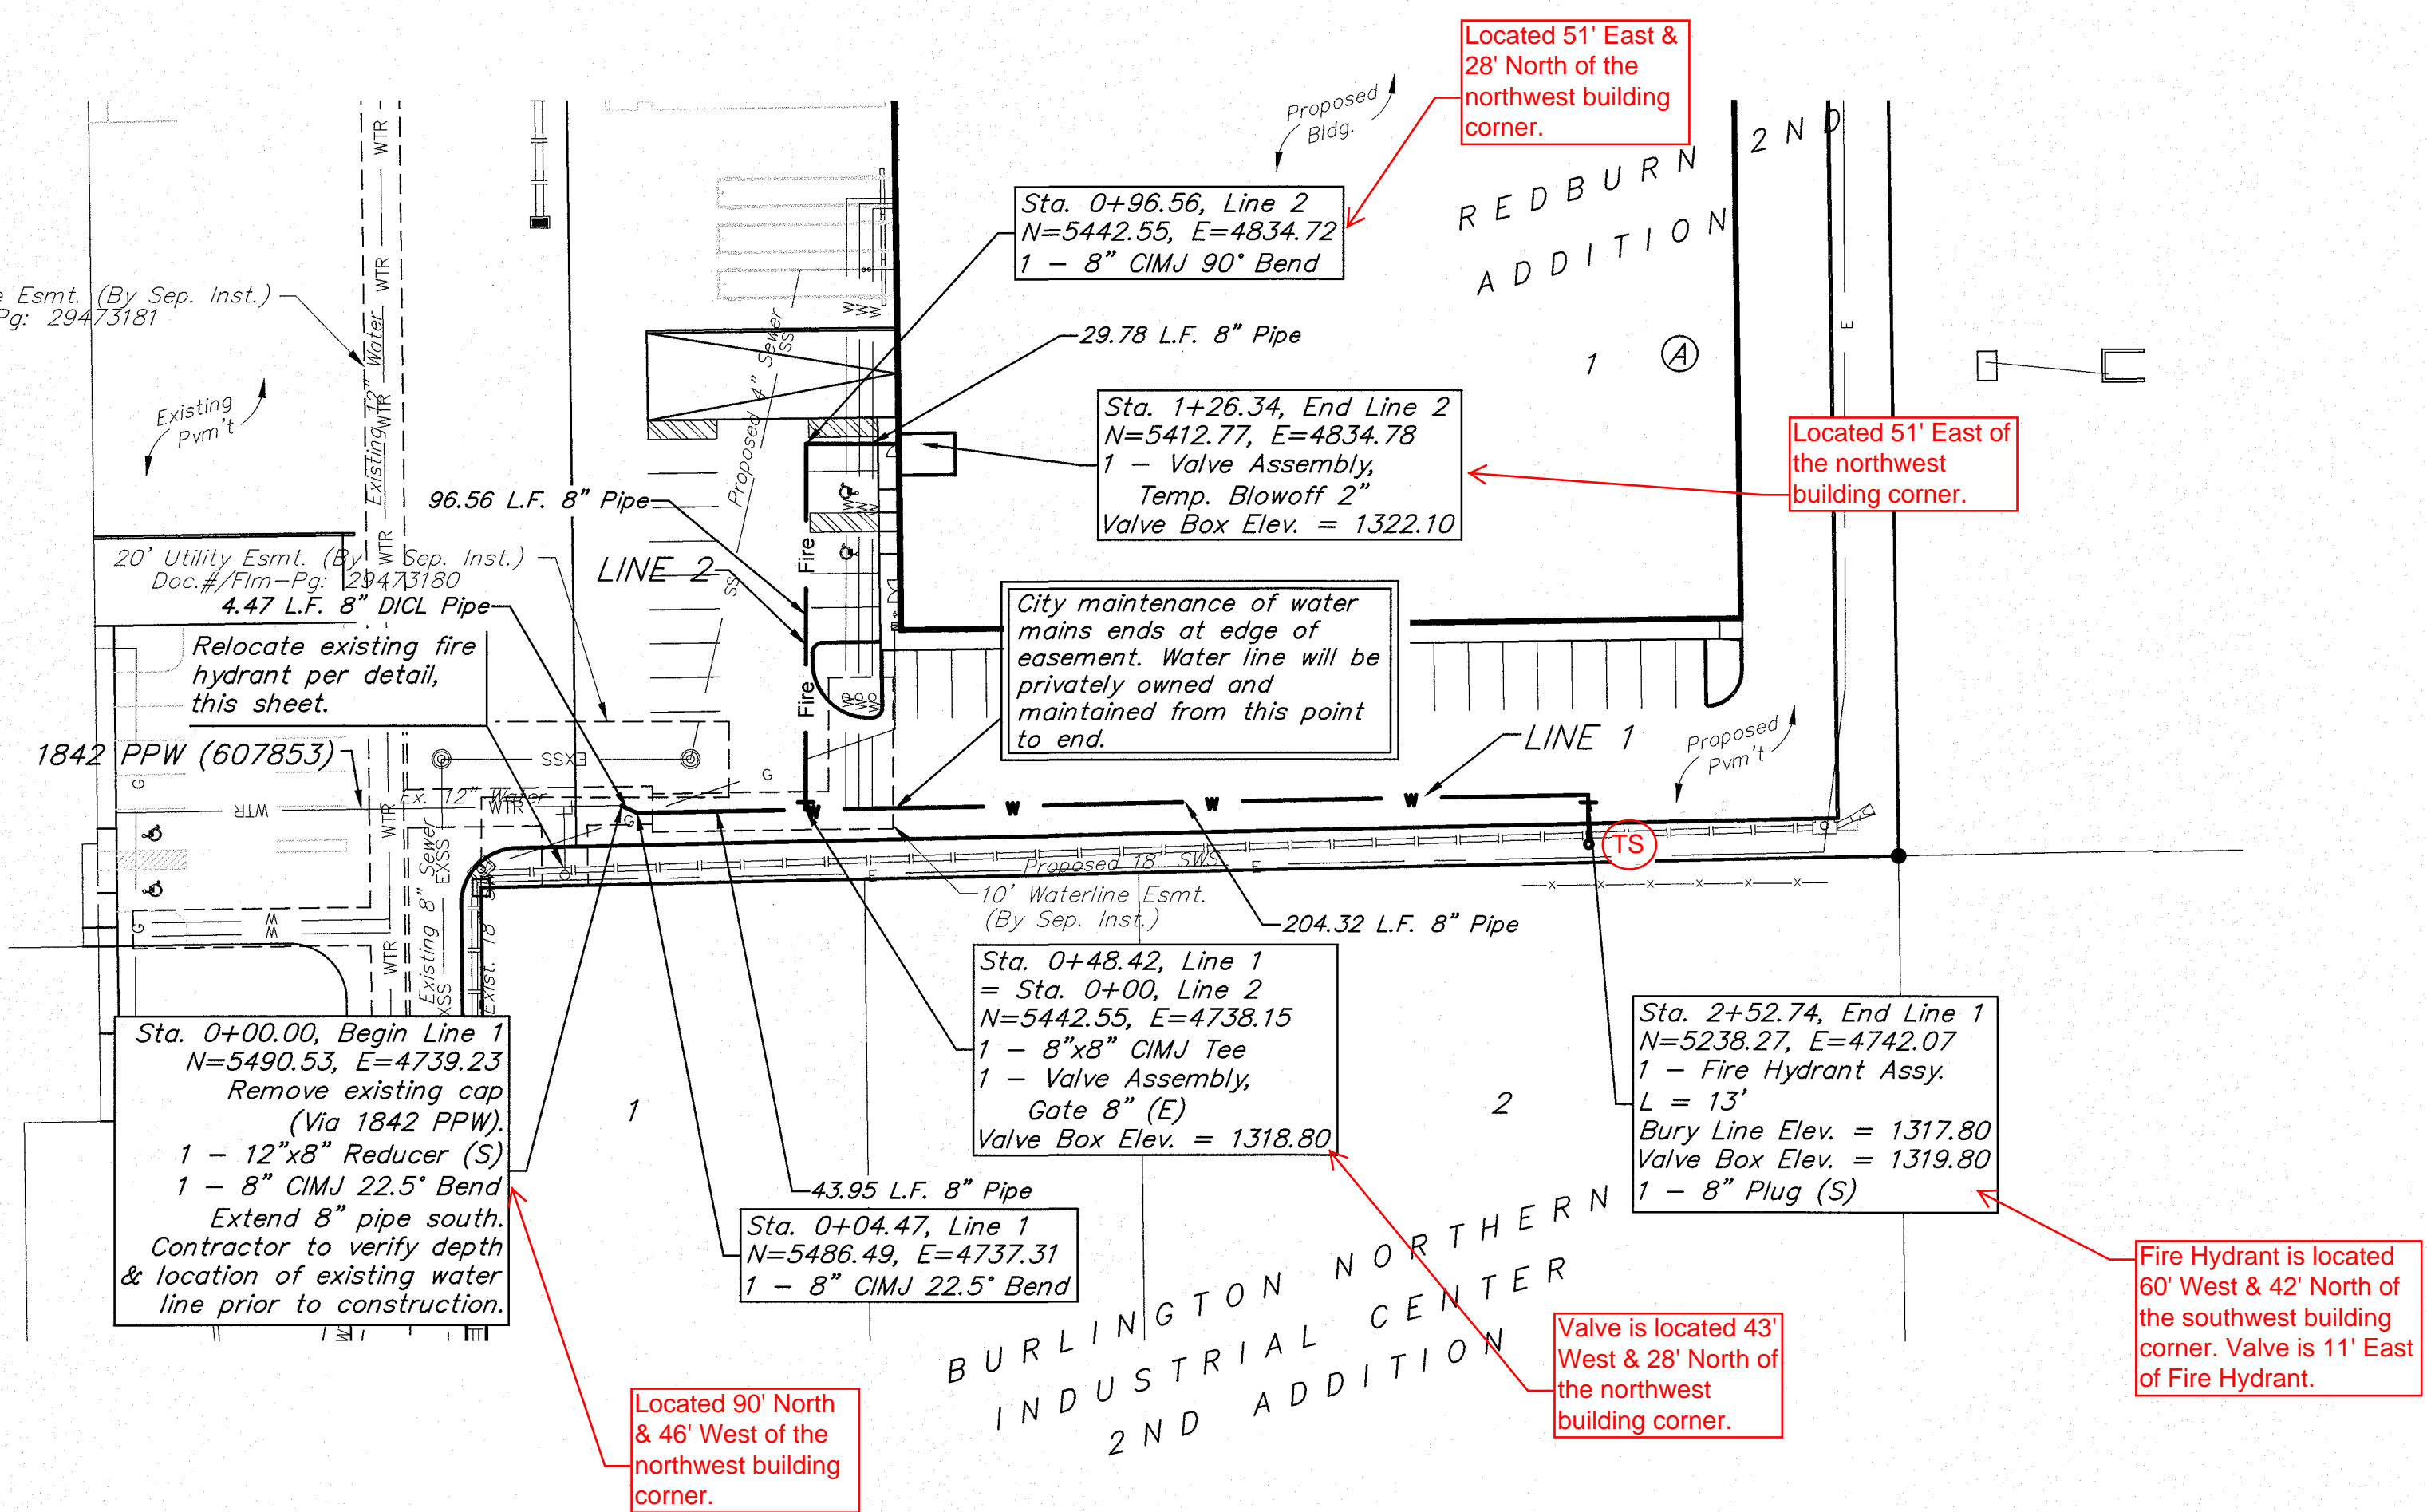 Located 51' East &
28' North of the
northwest building
corner.
Proposed
Bldg.
REDBURN 2ND
ADDITION
WTR
WTR
Sta. 0+96.56, Line 2
N=5442.55, E=4834.72
1 - 8" CIMJ 90° Bend
Esmt. (By Sep. Inst.)
Pg: 29473181
Existing 12" Water
WTR
29.78 L.F. 8" Pipe
Proposed 4" Sewer
SS
SS
E
1
A
Existing
Pvm't
Sta. 1+26.34, End Line 2
N=5412.77, E=4834.78
1 - Valve Assembly,
Temp. Blowoff 2"
Valve Box Elev. = 1322.10
Located 51' East of
the northwest
building corner.
96.56 L.F. 8" Pipe
WTR
20' Utility Esmt. (By Sep. Inst.)
Doc.#/Flm-Pg: 29473180
LINE 2
Fire
Fire
4.47 L.F. 8" DICL Pipe
City maintenance of water
mains ends at edge of
easement. Water line will be
privately owned and
maintained from this point
to end.
Relocate existing fire
hydrant per detail,
this sheet.
1842 PPW (607853)
EXSS
G
LINE 1
Proposed
Pvm't
Ex. 12" Water
WTR
WTR
WTR
G
G
W
W
W
W
TS
Proposed 18" SWS
E
E
10' Waterline Esmt.
(By Sep. Inst.)
204.32 L.F. 8" Pipe
G
W
W
WTR
Existing 8" Sewer
EXSS
Exist. 18"
Sta. 0+48.42, Line 1
= Sta. 0+00, Line 2
N=5442.55, E=4738.15
1 - 8"x8" CIMJ Tee
1 - Valve Assembly,
Gate 8" (E)
Valve Box Elev. = 1318.80
Sta. 2+52.74, End Line 1
N=5238.27, E=4742.07
1 - Fire Hydrant Assy.
L = 13'
Bury Line Elev. = 1317.80
Valve Box Elev. = 1319.80
1 - 8" Plug (S)
Sta. 0+00.00, Begin Line 1
N=5490.53, E=4739.23
Remove existing cap
(Via 1842 PPW).
1 - 12"x8" Reducer (S)
1 - 8" CIMJ 22.5° Bend
Extend 8" pipe south.
Contractor to verify depth
& location of existing water
line prior to construction.
1
2
43.95 L.F. 8" Pipe
Sta. 0+04.47, Line 1
N=5486.49, E=4737.31
1 - 8" CIMJ 22.5° Bend
BURLINGTON NORTHERN
INDUSTRIAL CENTER
2ND ADDITION
Fire Hydrant is located
60' West & 42' North of
the southwest building
corner. Valve is 11' East
of Fire Hydrant.
Valve is located 43'
West & 28' North of
the northwest
building corner.
Located 90' North
& 46' West of the
northwest building
corner.